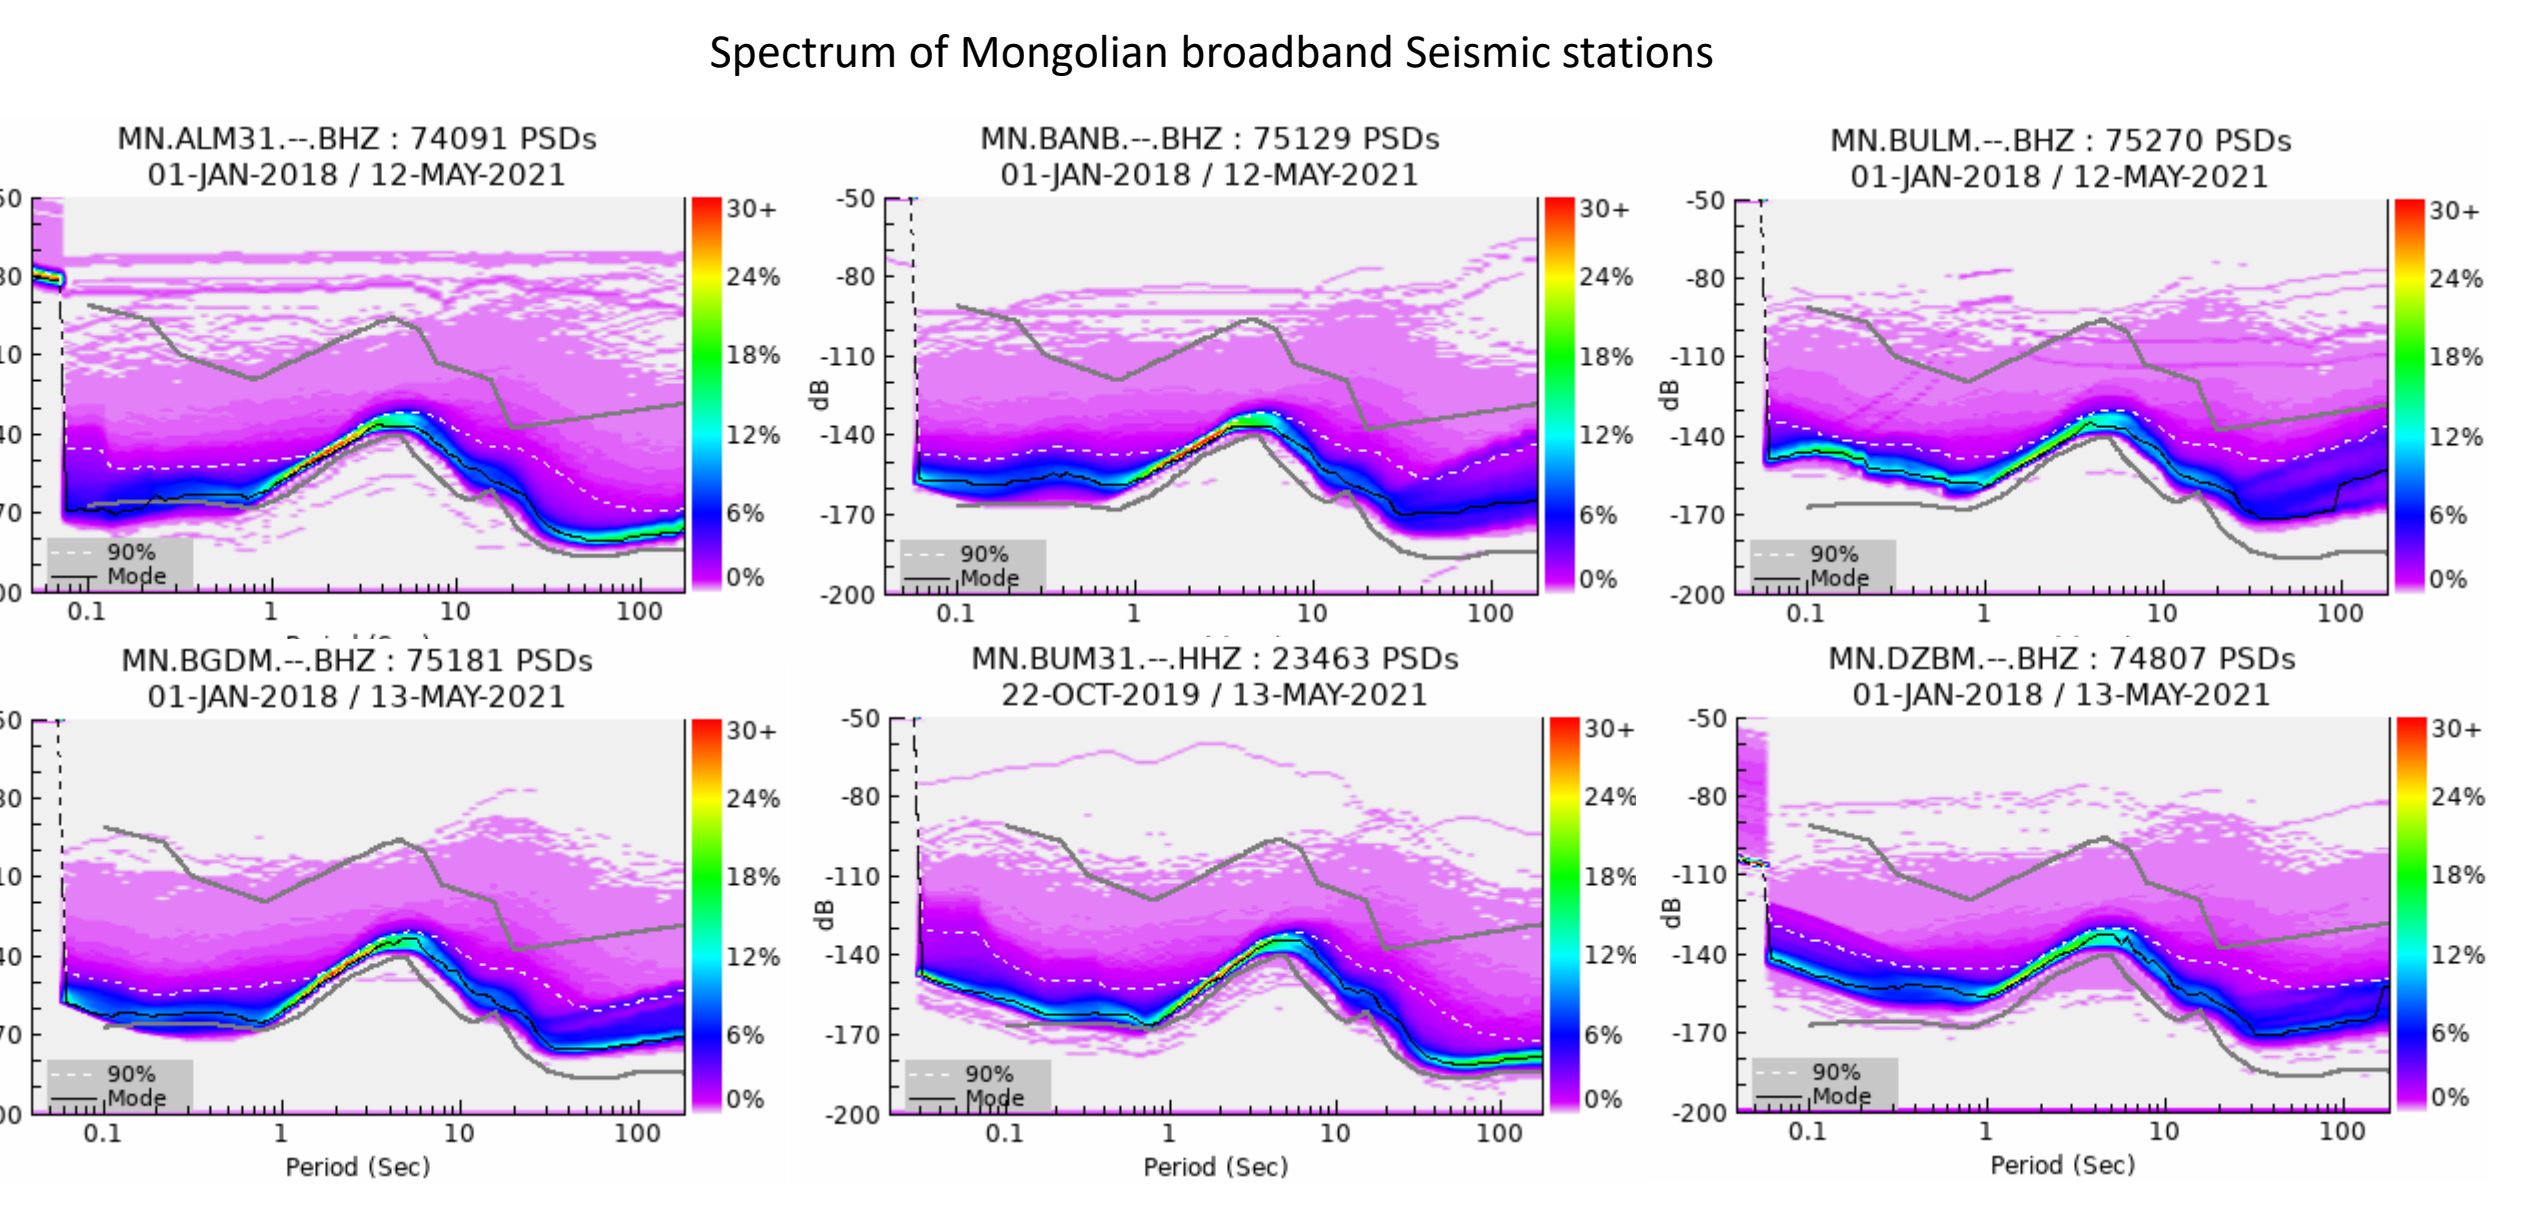 Spectrum of Mongolian broadband Seismic stations
MN.ALM31.--.BHZ : 74091 PSDs
01-JAN-2018 / 12-MAY-2021
30+
24%
18%
12%
6%
0%
90%
Mode
0.1 1 10 100
MN.BANB.--.BHZ : 75129 PSDs
01-JAN-2018 / 12-MAY-2021
-50
-80
-110
-140
-170
-200
dB
30+
24%
18%
12%
6%
0%
90%
Mode
0.1 1 10 100
MN.BULM.--.BHZ : 75270 PSDs
01-JAN-2018 / 12-MAY-2021
-50
-80
-110
-140
-170
-200
dB
30+
24%
18%
12%
6%
0%
90%
Mode
0.1 1 10 100
MN.BGDM.--.BHZ : 75181 PSDs
01-JAN-2018 / 13-MAY-2021
30+
24%
18%
12%
6%
0%
90%
Mode
0.1 1 10 100
Period (Sec)
MN.BUM31.--.HHZ : 23463 PSDs
22-OCT-2019 / 13-MAY-2021
-50
-80
-110
-140
-170
-200
dB
30+
24%
18%
12%
6%
0%
90%
Mode
0.1 1 10 100
Period (Sec)
MN.DZBM.--.BHZ : 74807 PSDs
01-JAN-2018 / 13-MAY-2021
-50
-80
-110
-140
-170
-200
dB
30+
24%
18%
12%
6%
0%
90%
Mode
0.1 1 10 100
Period (Sec)